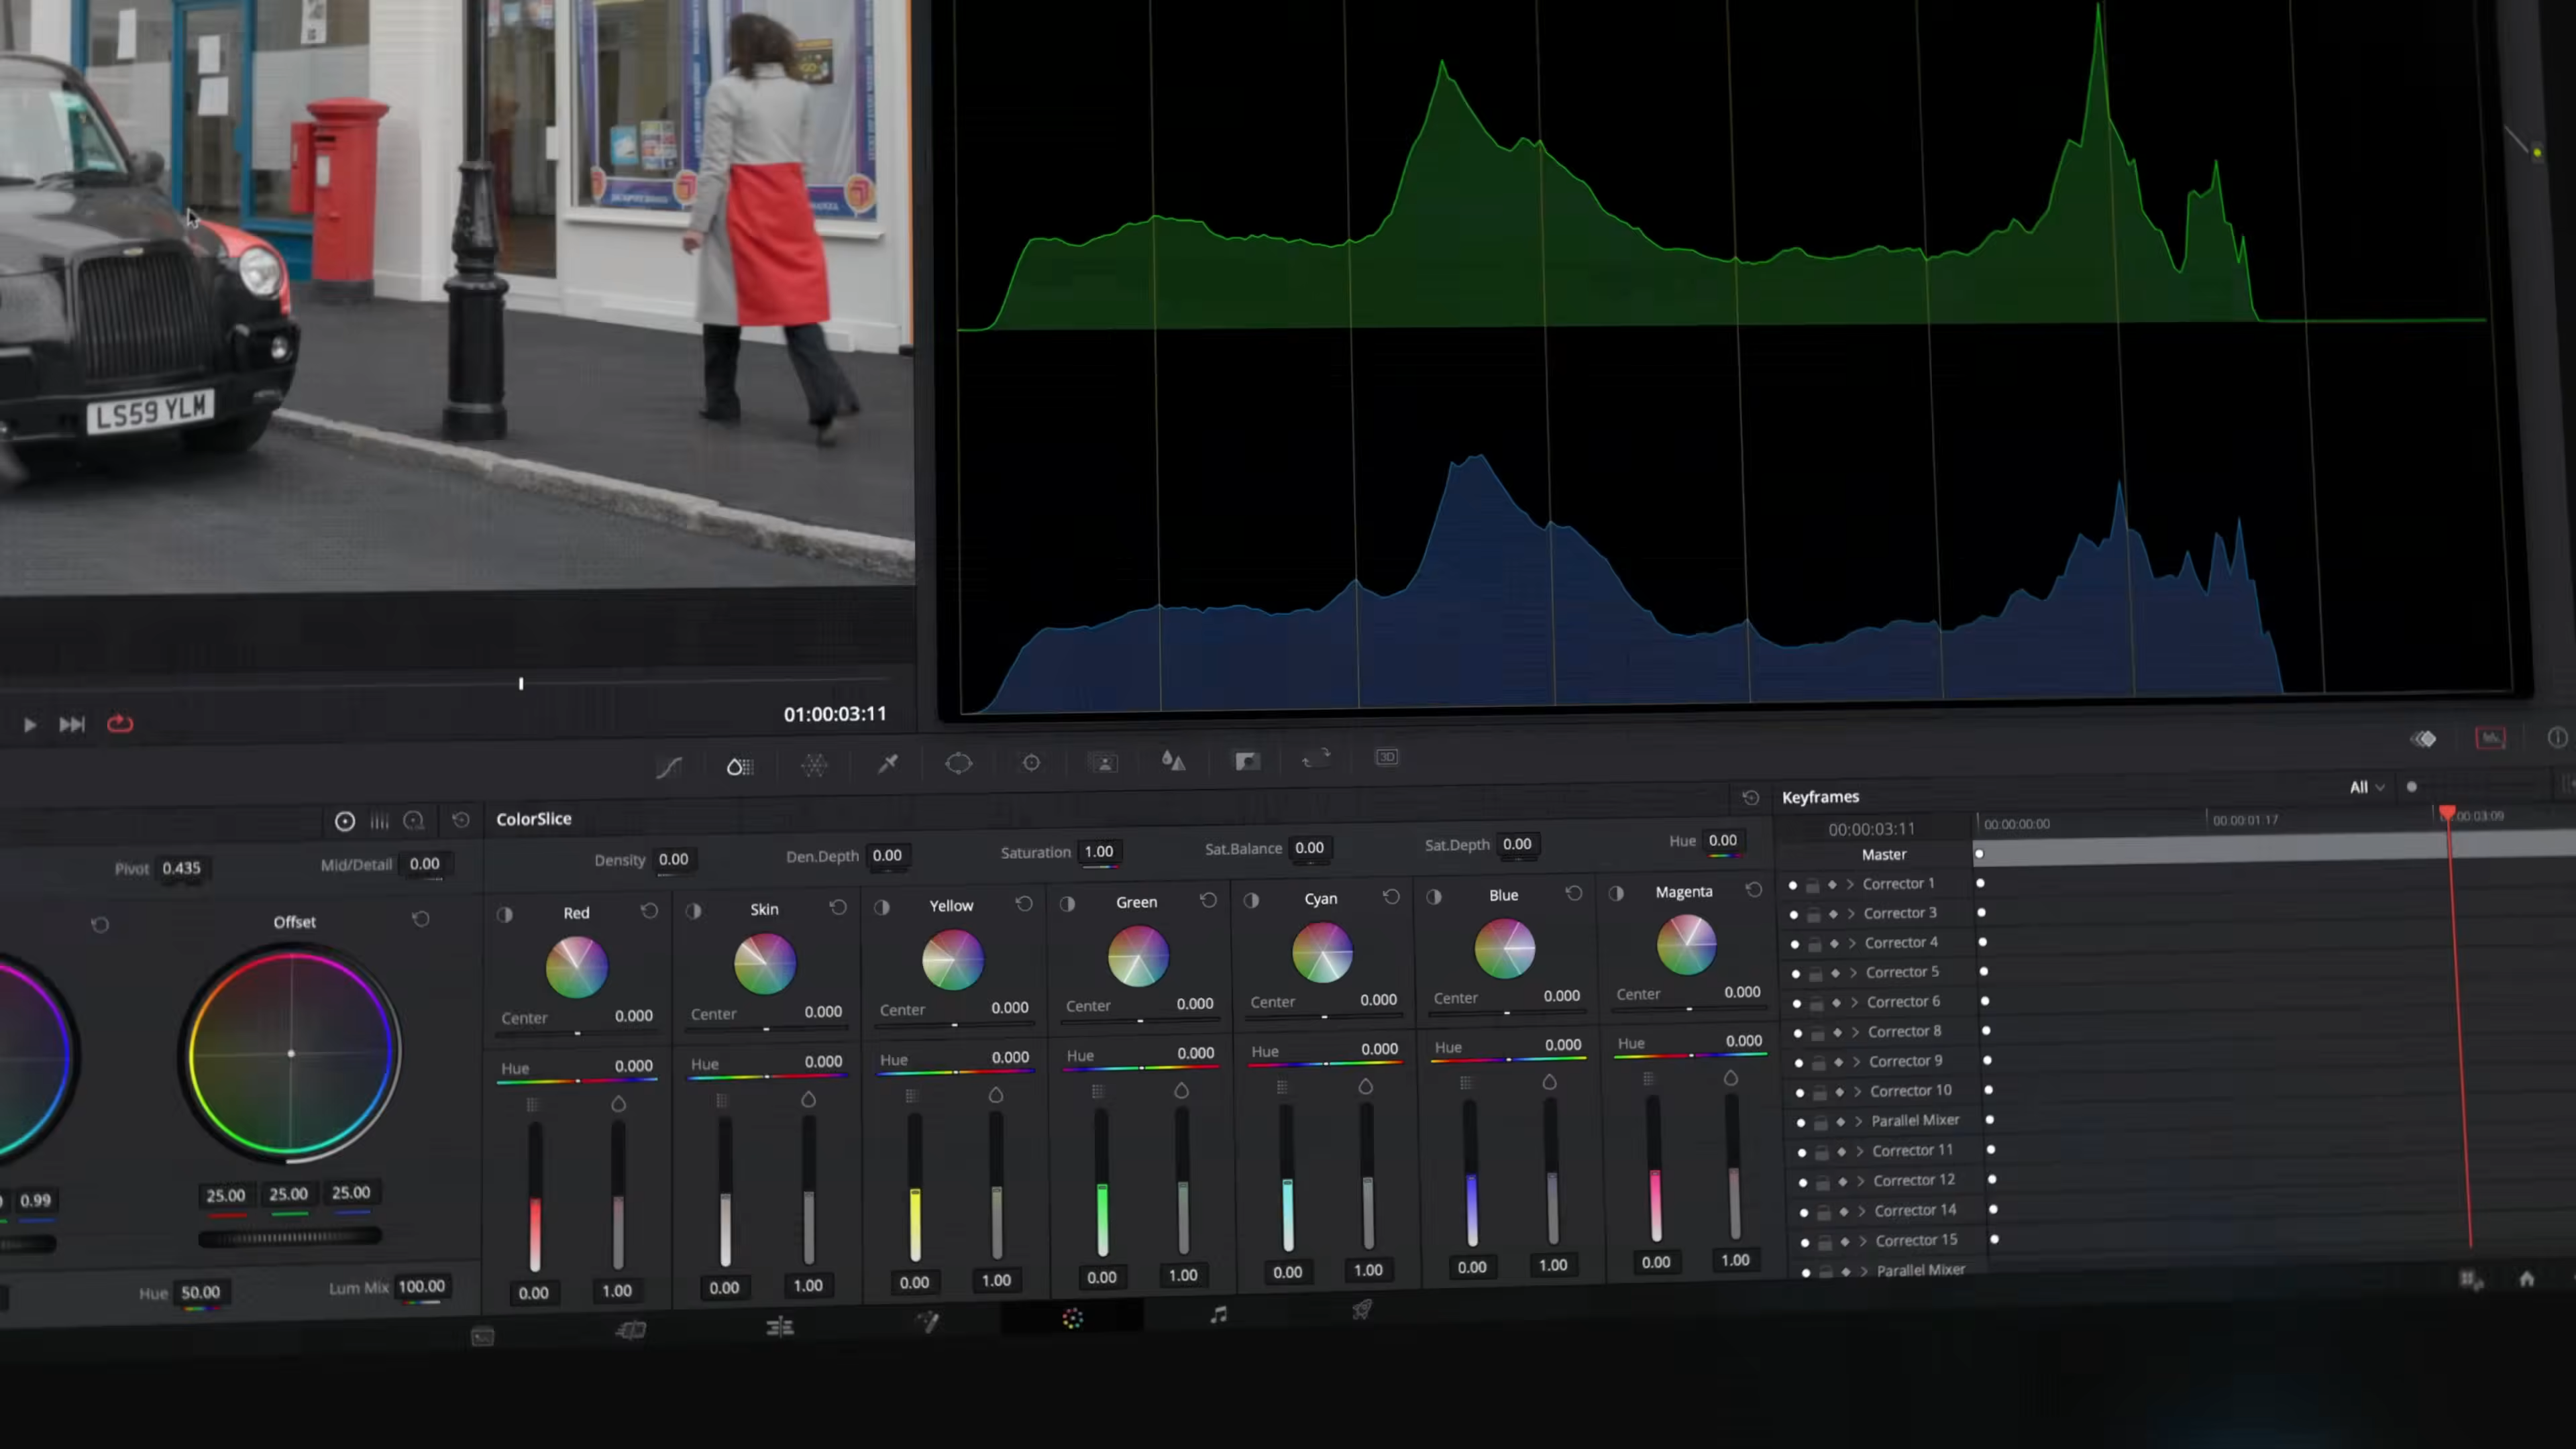 LS59 YLM
01:00:03:11
3D
All
ColorSlice
Keyframes
00:00:03:11
00:00:00:00
00:00:01:17
00:03:09
Pivot 0.435
Mid/Detail 0.00
Density 0.00
Den.Depth 0.00
Saturation 1.00
Sat.Balance 0.00
Sat.Depth 0.00
Hue 0.00
Master
Offset
Red
Skin
Yellow
Green
Cyan
Blue
Magenta
Center 0.000
Center 0.000
Center 0.000
Center 0.000
Center 0.000
Center 0.000
Center 0.000
Hue 0.000
Hue 0.000
Hue 0.000
Hue 0.000
Hue 0.000
Hue 0.000
Hue 0.000
0.99
25.00 25.00 25.00
Hue 50.00
Lum Mix 100.00
0.00 1.00
0.00 1.00
0.00 1.00
0.00 1.00
0.00 1.00
0.00 1.00
0.00 1.00
Corrector 1
Corrector 3
Corrector 4
Corrector 5
Corrector 6
Corrector 8
Corrector 9
Corrector 10
Parallel Mixer
Corrector 11
Corrector 12
Corrector 14
Corrector 15
Parallel Mixer